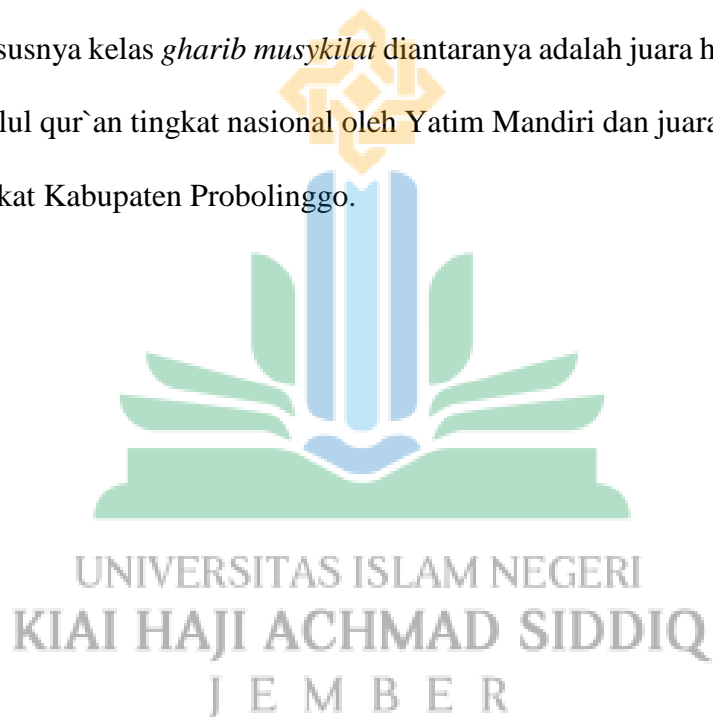 susnya kelas gharib musykilat diantaranya adalah juara h
lul qur`an tingkat nasional oleh Yatim Mandiri dan juara
kat Kabupaten Probolinggo.
UNIVERSITAS ISLAM NEGERI
KIAI HAJI ACHMAD SIDDIQ
JEMBER